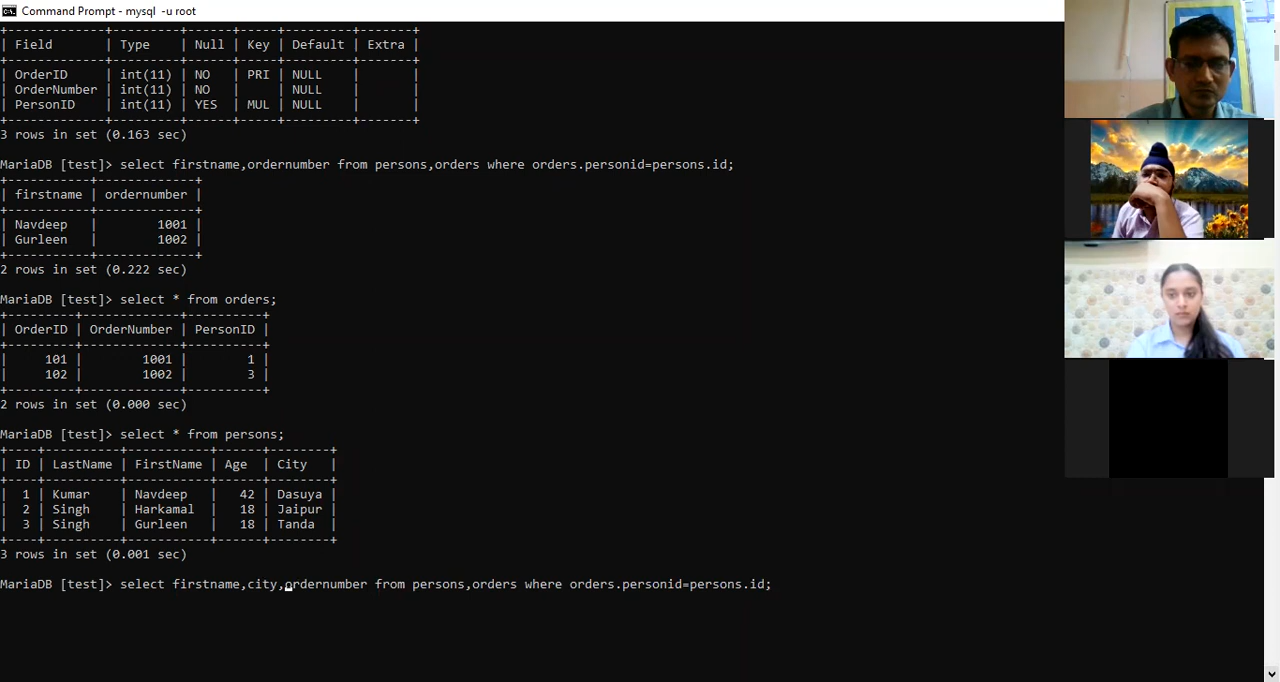 Command Prompt - mysql -u root
+-----------+---------+------+-----+---------+-------+
| Field       | Type    | Null | Key | Default | Extra |
+-------------+---------+------+-----+---------+-------+
| OrderID     | int(11) | NO   | PRI | NULL    |       |
| OrderNumber | int(11) | NO   |     | NULL    |       |
| PersonID    | int(11) | YES  | MUL | NULL    |       |
+-------------+---------+------+-----+---------+-------+
3 rows in set (0.163 sec)
MariaDB [test]> select firstname,ordernumber from persons,orders where orders.personid=persons.id;
+-----------+-------------+
| firstname | ordernumber |
+-----------+-------------+
| Navdeep   |        1001 |
| Gurleen   |        1002 |
+-----------+-------------+
2 rows in set (0.222 sec)
MariaDB [test]> select * from orders;
+---------+-------------+----------+
| OrderID | OrderNumber | PersonID |
+---------+-------------+----------+
|     101 |        1001 |        1 |
|     102 |        1002 |        3 |
+---------+-------------+----------+
2 rows in set (0.000 sec)
MariaDB [test]> select * from persons;
+----+----------+-----------+------+--------+
| ID | LastName | FirstName | Age  | City   |
+----+----------+-----------+------+--------+
|  1 | Kumar    | Navdeep   |   42 | Dasuya |
|  2 | Singh    | Harkamal  |   18 | Jaipur |
|  3 | Singh    | Gurleen   |   18 | Tanda  |
+----+----------+-----------+------+--------+
3 rows in set (0.001 sec)
MariaDB [test]> select firstname,city,ordernumber from persons,orders where orders.personid=persons.id;